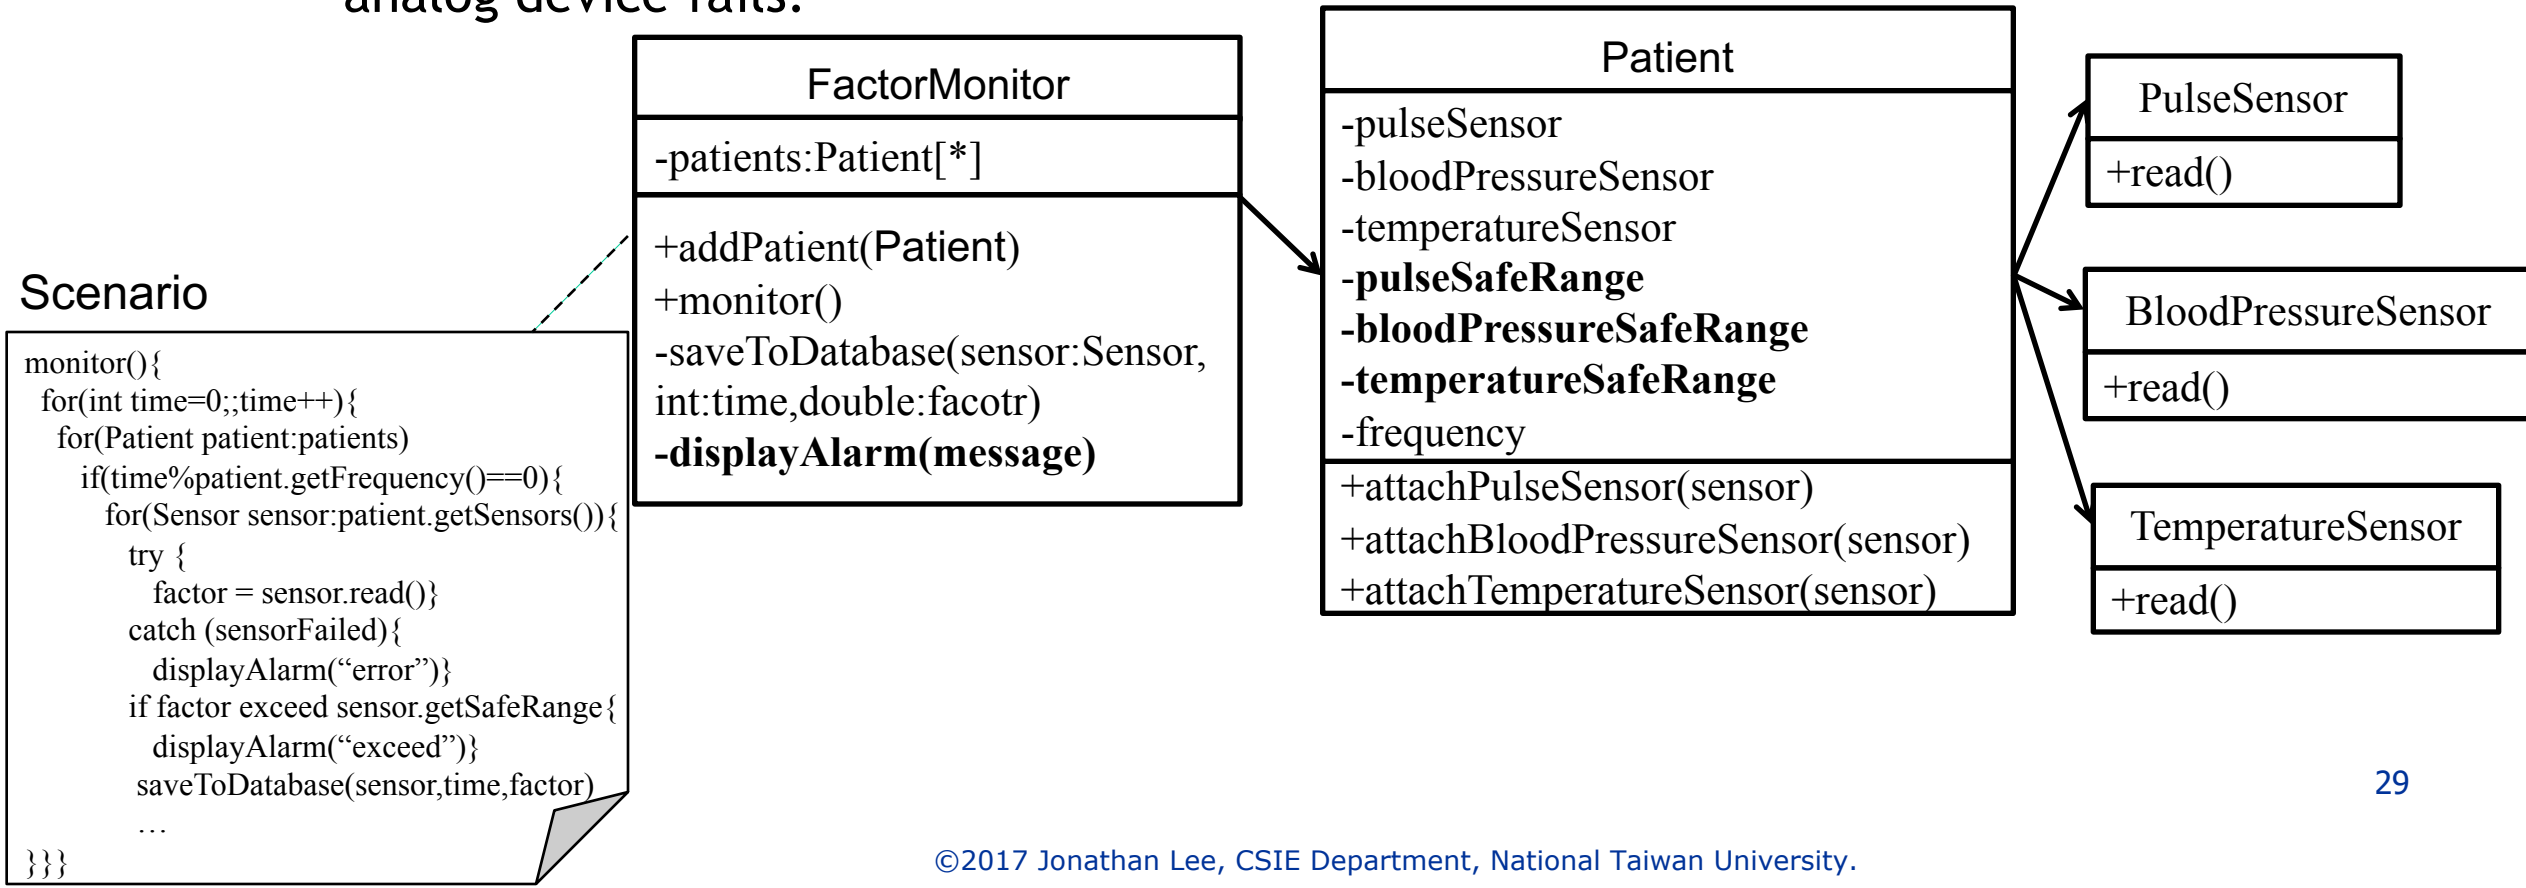 analog device fails.
FactorMonitor
-patients:Patient[*]
+addPatient(Patient)
+monitor()
-saveToDatabase(sensor:Sensor,
int:time,double:facotr)
-displayAlarm(message)
Patient
-pulseSensor
-bloodPressureSensor
-temperatureSensor
-pulseSafeRange
-bloodPressureSafeRange
-temperatureSafeRange
-frequency
+attachPulseSensor(sensor)
+attachBloodPressureSensor(sensor)
+attachTemperatureSensor(sensor)
PulseSensor
+read()
BloodPressureSensor
+read()
TemperatureSensor
+read()
Scenario
monitor(){
for(int time=0;;time++){
for(Patient patient:patients)
if(time%patient.getFrequency()==0){
for(Sensor sensor:patient.getSensors()){
try {
factor = sensor.read()}
catch (sensorFailed){
displayAlarm(“error”)}
if factor exceed sensor.getSafeRange{
displayAlarm(“exceed”)}
saveToDatabase(sensor,time,factor)
…
}}}
29
©2017 Jonathan Lee, CSIE Department, National Taiwan University.